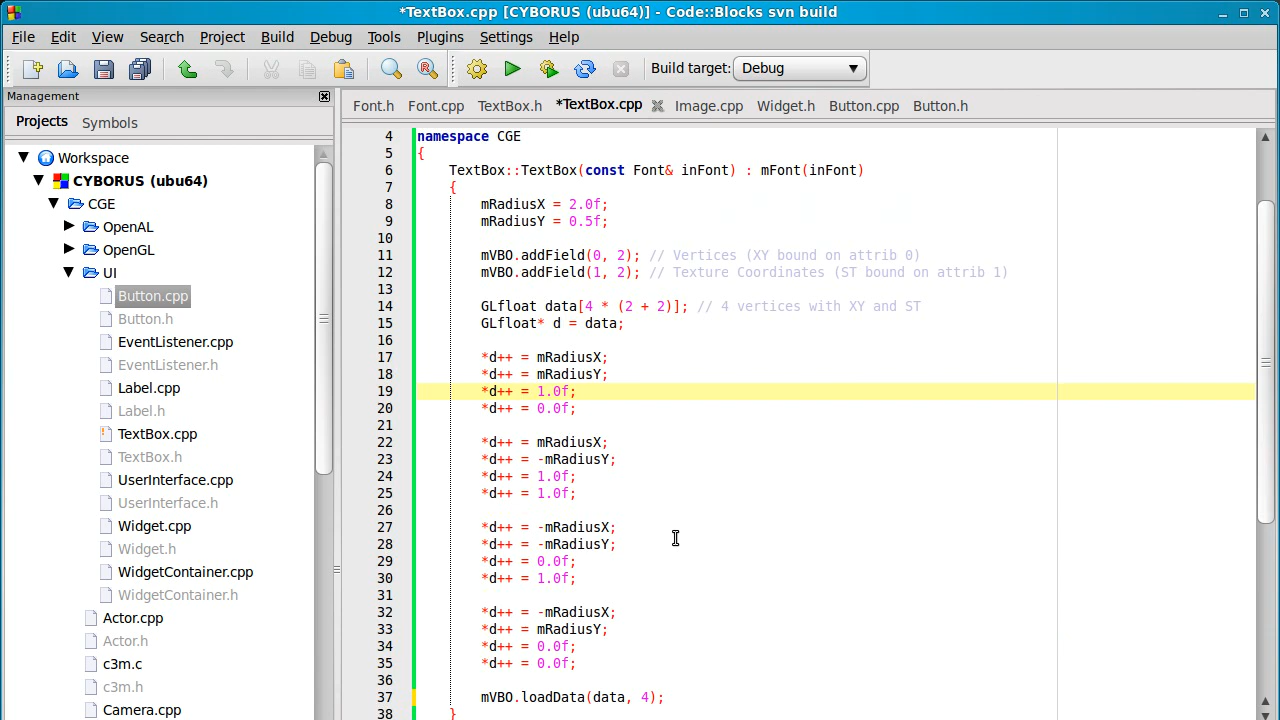 *TextBox.cpp [CYBORUS (ubu64)] - Code::Blocks svn build
File Edit View Search Project Build Debug Tools Plugins Settings Help
Build target: Debug
Management
Projects Symbols
Workspace
CYBORUS (ubu64)
CGE
OpenAL
OpenGL
UI
Button.cpp
Button.h
EventListener.cpp
EventListener.h
Label.cpp
Label.h
TextBox.cpp
TextBox.h
UserInterface.cpp
UserInterface.h
Widget.cpp
Widget.h
WidgetContainer.cpp
WidgetContainer.h
Actor.cpp
Actor.h
c3m.c
c3m.h
Camera.cpp
Font.h Font.cpp TextBox.h *TextBox.cpp Image.cpp Widget.h Button.cpp Button.h
4 namespace CGE
5 {
6 TextBox::TextBox(const Font& inFont) : mFont(inFont)
7 {
8 mRadiusX = 2.0f;
9 mRadiusY = 0.5f;
10
11 mVBO.addField(0, 2); // Vertices (XY bound on attrib 0)
12 mVBO.addField(1, 2); // Texture Coordinates (ST bound on attrib 1)
13
14 GLfloat data[4 * (2 + 2)]; // 4 vertices with XY and ST
15 GLfloat* d = data;
16
17 *d++ = mRadiusX;
18 *d++ = mRadiusY;
19 *d++ = 1.0f;
20 *d++ = 0.0f;
21
22 *d++ = mRadiusX;
23 *d++ = -mRadiusY;
24 *d++ = 1.0f;
25 *d++ = 1.0f;
26
27 *d++ = -mRadiusX;
28 *d++ = -mRadiusY;
29 *d++ = 0.0f;
30 *d++ = 1.0f;
31
32 *d++ = -mRadiusX;
33 *d++ = mRadiusY;
34 *d++ = 0.0f;
35 *d++ = 0.0f;
36
37 mVBO.loadData(data, 4);
38 }